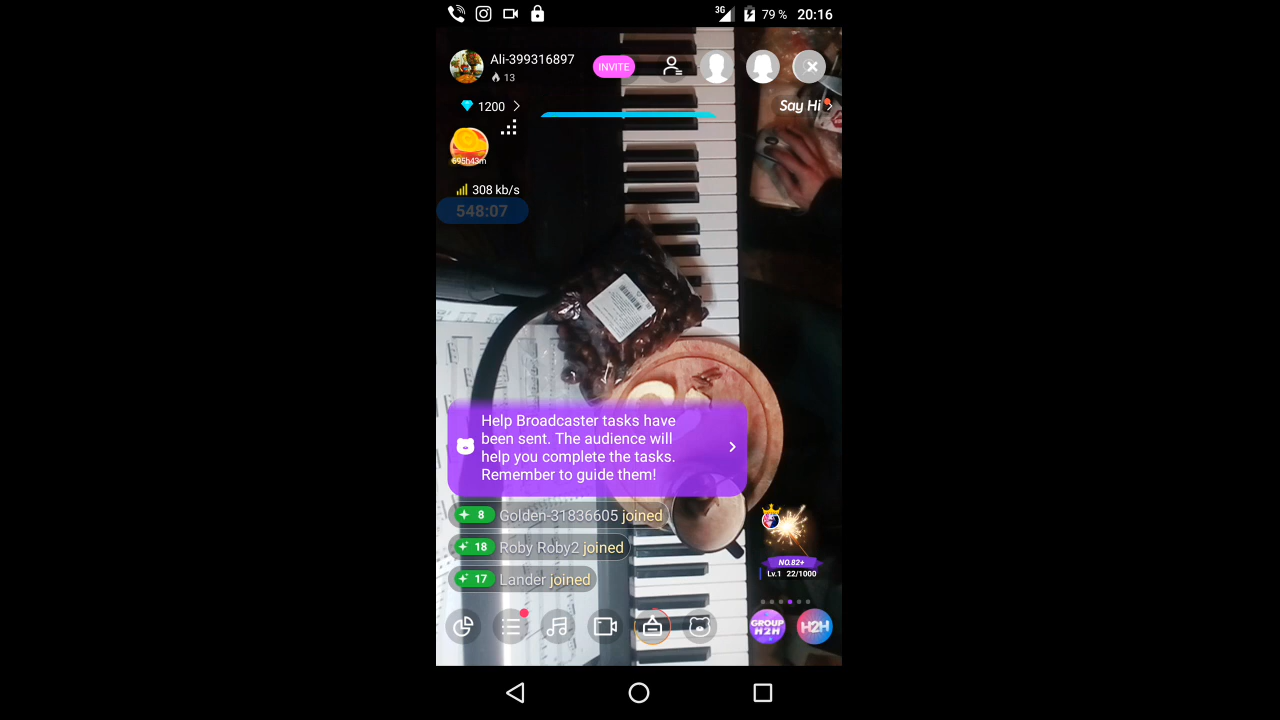 3G 79 % 20:16
Ali-399316897
13
INVITE
1200
Say Hi
695h43m
308 kb/s
548:07
Help Broadcaster tasks have
been sent. The audience will
help you complete the tasks.
Remember to guide them!
8 Golden-31836605 joined
18 Roby Roby2 joined
17 Lander joined
NO.82+
Lv.1 22/1000
GROUP
H2H
H2H